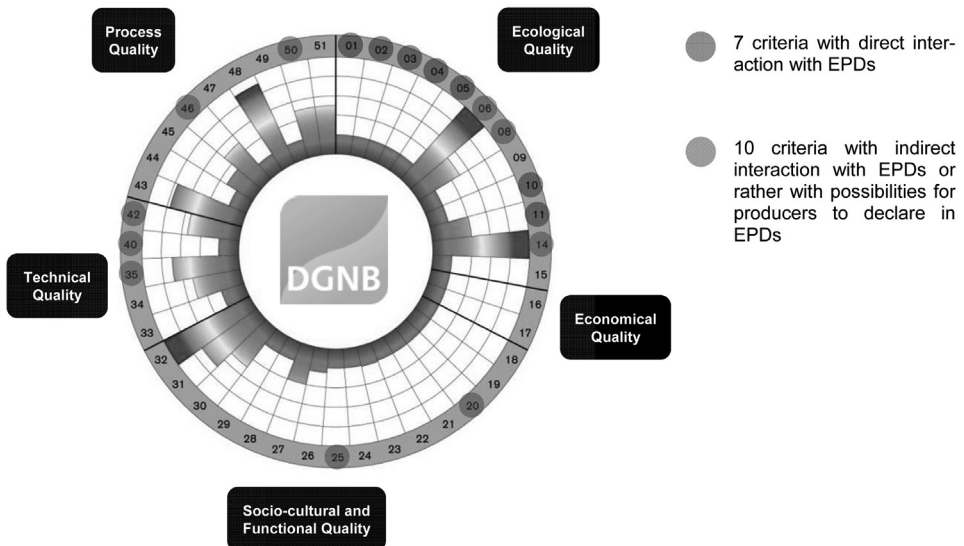 Process
Quality
Ecological
Quality
7 criteria with direct inter-
action with EPDs
10 criteria with indirect
interaction with EPDs or
rather with possibilities for
producers to declare in
EPDs
01
02
03
04
05
06
08
09
10
11
14
15
16
17
18
19
20
21
22
23
24
25
26
27
28
29
30
31
32
33
34
35
40
42
43
44
45
46
47
48
49
50
51
DGNB
Technical
Quality
Economical
Quality
Socio-cultural and
Functional Quality